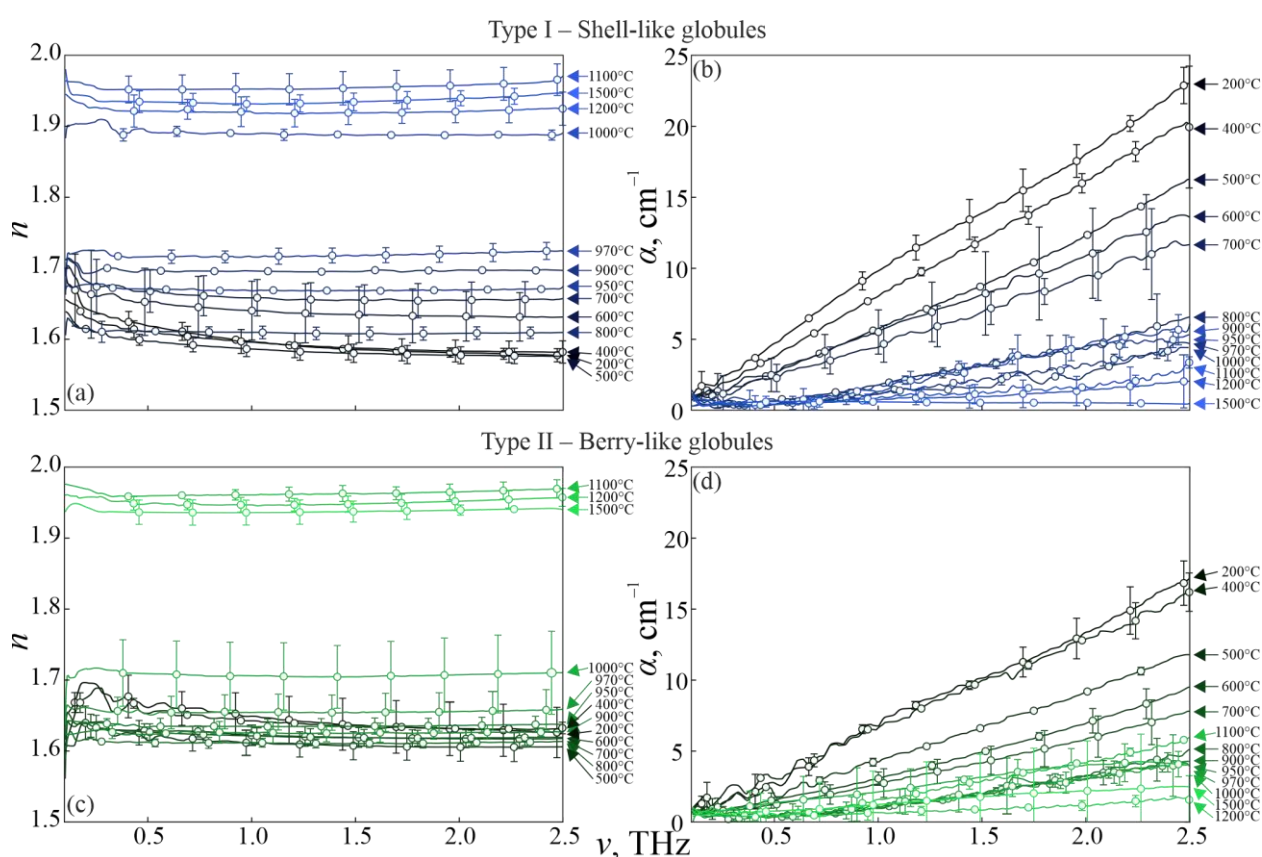 Type I – Shell-like globules
2.0
1.9
1.8
1.7
1.6
1.5
n
(a)
1100°C
1500°C
1200°C
1000°C
970°C
900°C
950°C
700°C
600°C
800°C
400°C
200°C
500°C
25
20
15
10
5
0
α, cm⁻¹
(b)
200°C
400°C
500°C
600°C
700°C
800°C
900°C
950°C
970°C
1000°C
1100°C
1200°C
1500°C
Type II – Berry-like globules
2.0
1.9
1.8
1.7
1.6
1.5
n
(c)
1100°C
1200°C
1500°C
1000°C
970°C
950°C
400°C
900°C
200°C
600°C
700°C
800°C
500°C
0.5
1.0
1.5
2.0
2.5
25
20
15
10
5
0
α, cm⁻¹
(d)
200°C
400°C
500°C
600°C
700°C
1100°C
800°C
900°C
950°C
970°C
1000°C
1500°C
1200°C
0.5
1.0
1.5
2.0
2.5
ν, THz